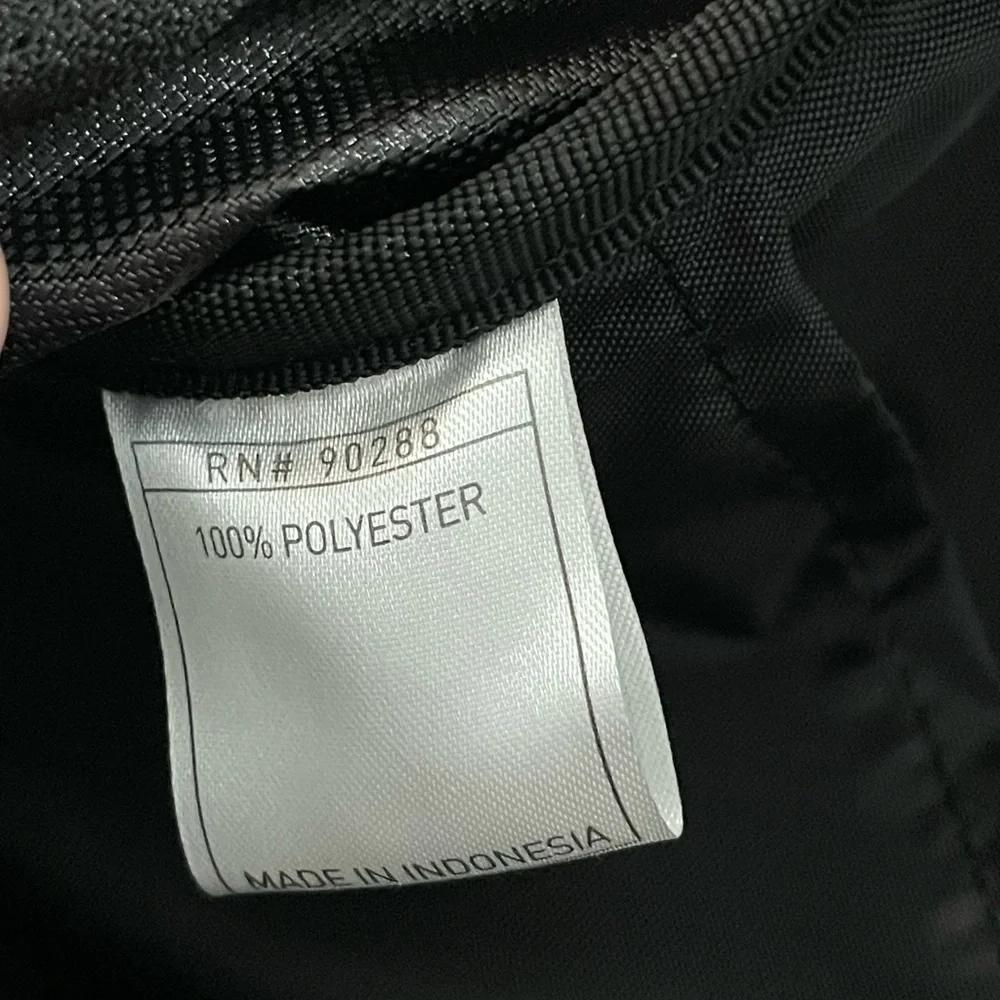 RN# 90288
100% POLYESTER
MADE IN INDONESIA